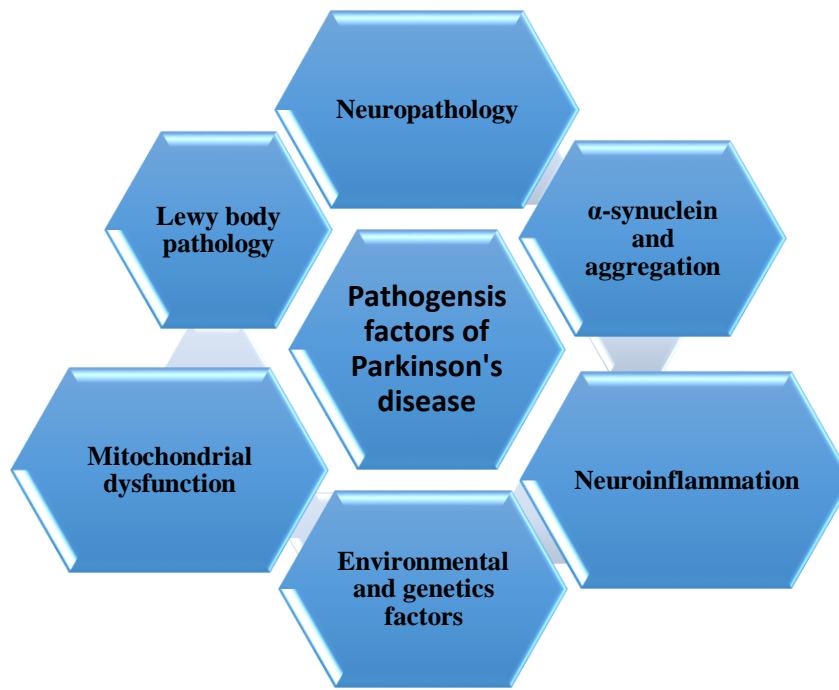 Neuropathology
Lewy body
pathology
α-synuclein
and
aggregation
Pathogensis
factors of
Parkinson's
disease
Mitochondrial
dysfunction
Neuroinflammation
Environmental
and genetics
factors